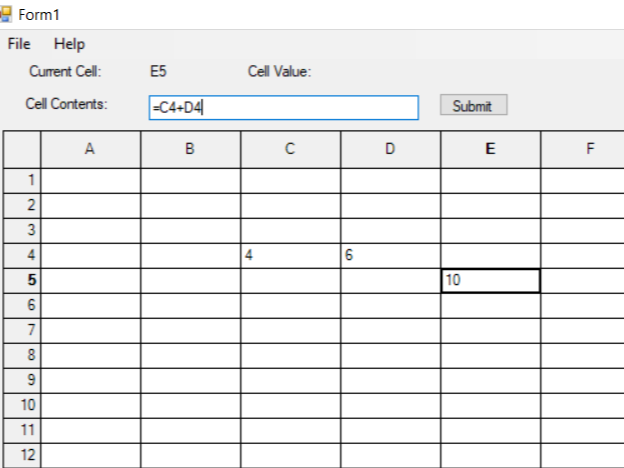 Form1
File Help
Current Cell: E5 Cell Value:
Cell Contents: =C4+D4 Submit
A B C D E F
1
2
3
4 4 6
5 10
6
7
8
9
10
11
12